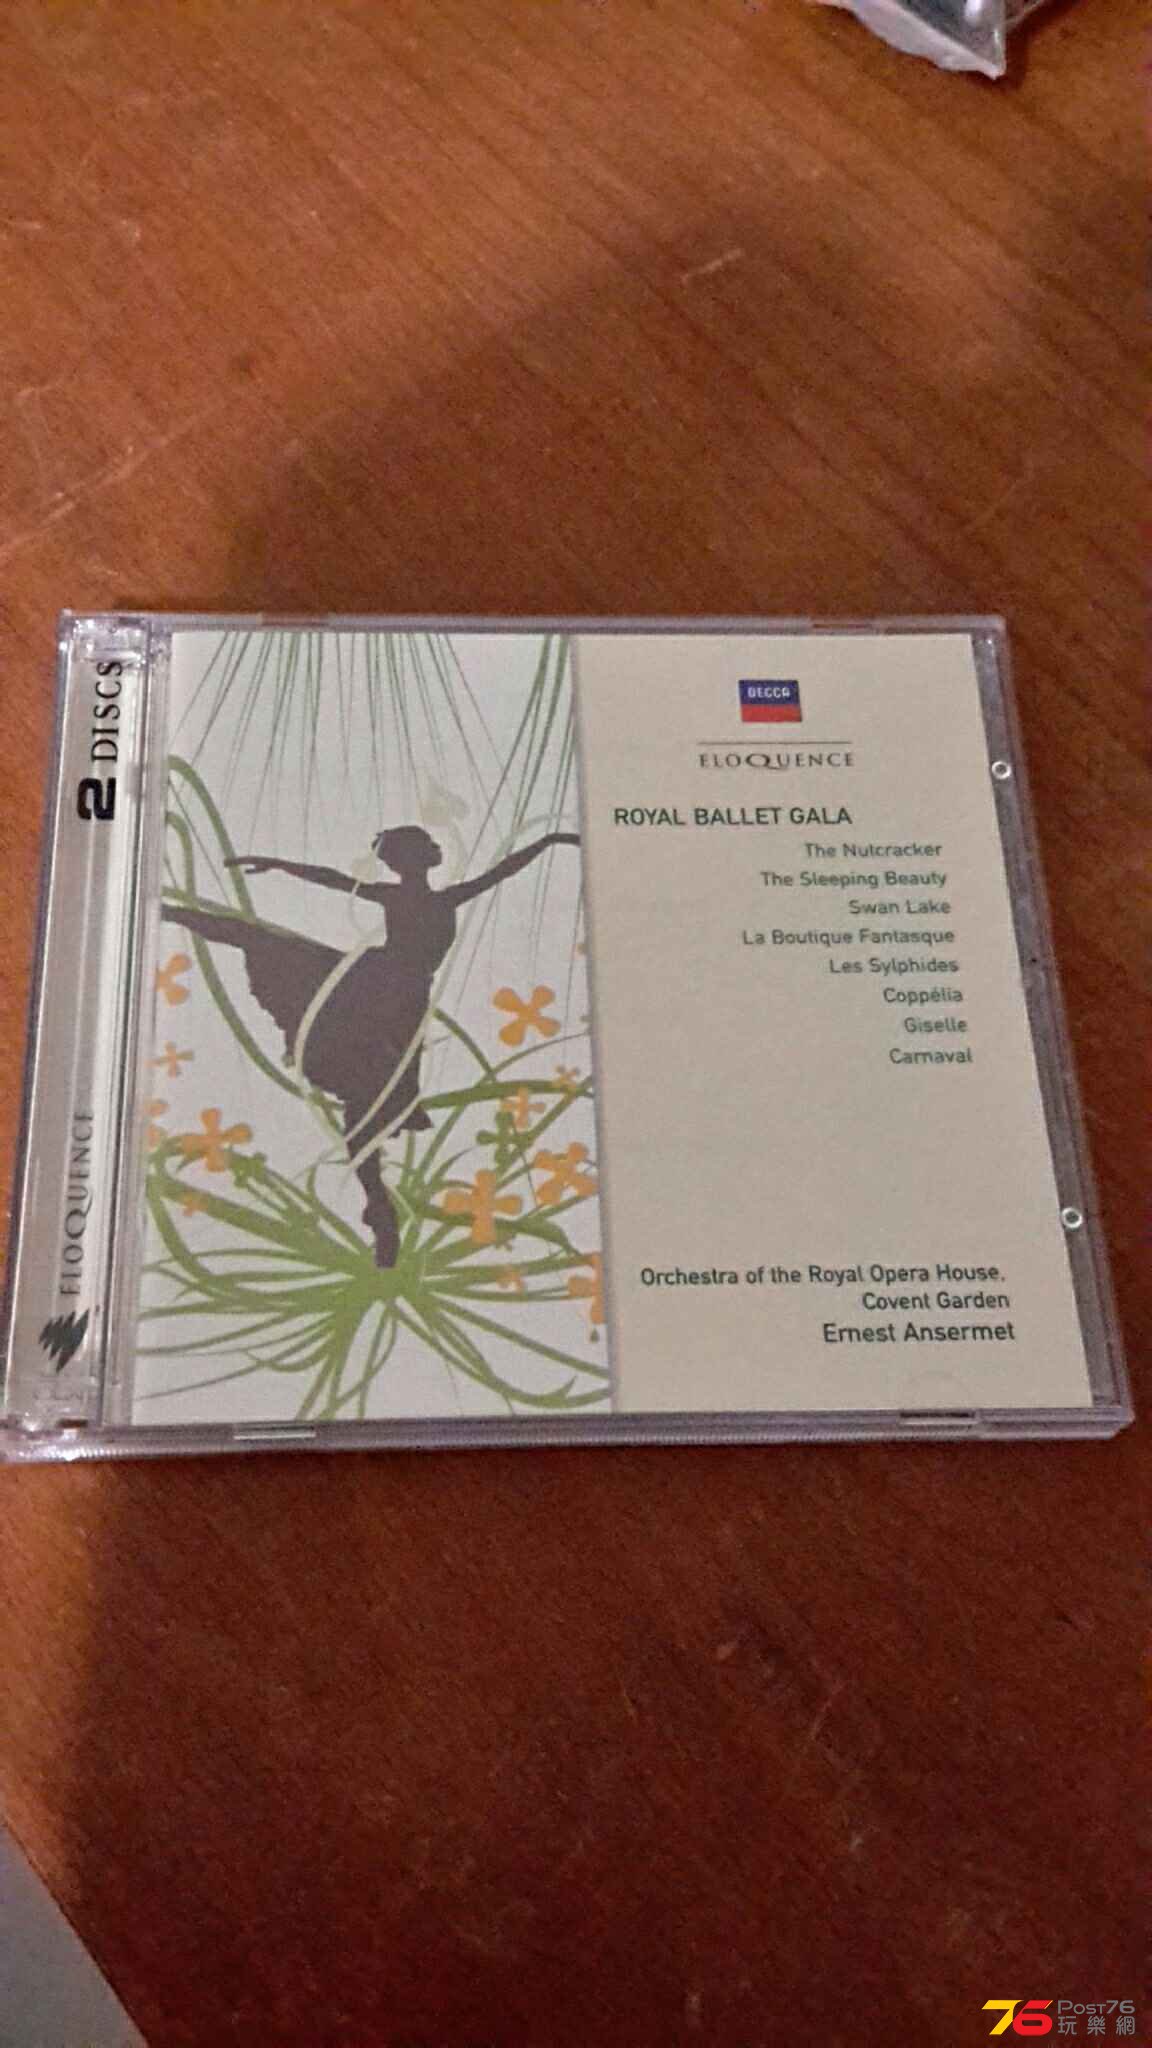 2 DISCS
ELOQUENCE
DECCA
ELOQUENCE
ROYAL BALLET GALA
The Nutcracker
The Sleeping Beauty
Swan Lake
La Boutique Fantasque
Les Sylphides
Coppélia
Giselle
Carnaval
Orchestra of the Royal Opera House,
Covent Garden
Ernest Ansermet
76 POST76
玩樂網